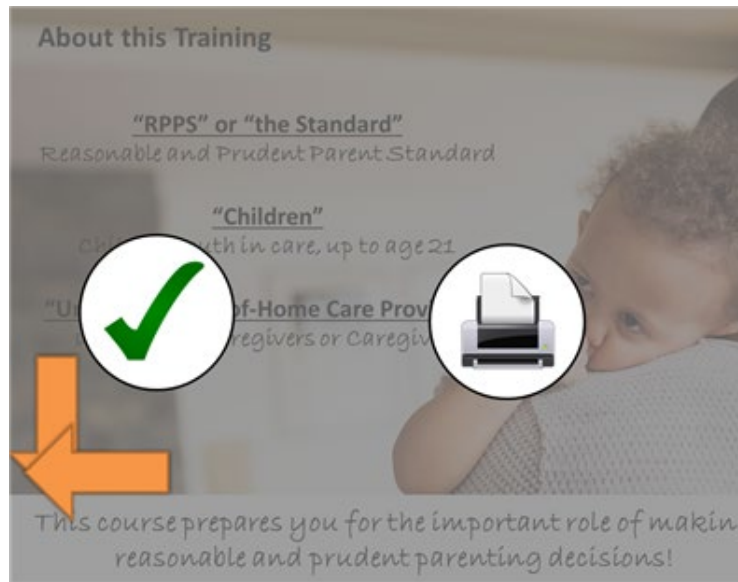 About this Training
"RPPS" or "the Standard"
Reasonable and Prudent Parent Standard
"Children"
uth in care, up to age 21
"U of-Home Care Prov
regivers or Caregiv
This course prepares you for the important role of makin
reasonable and prudent parenting decisions!